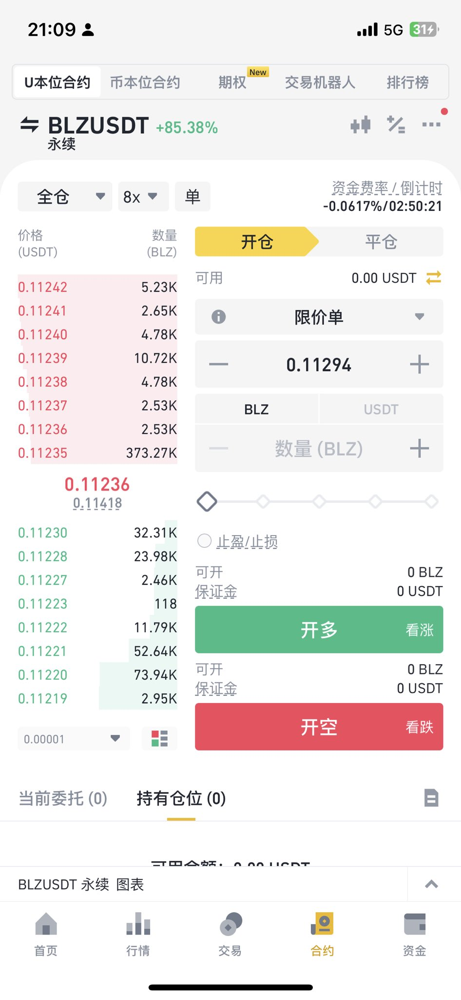 21:09
5G
31
U本位合约 币本位合约 期权 New 交易机器人 排行榜
BLZUSDT +85.38%
永续
全仓 8x 单
资金费率 / 倒计时
-0.0617%/02:50:21
价格 数量
(USDT) (BLZ)
0.11242 5.23K
0.11241 2.65K
0.11240 4.78K
0.11239 10.72K
0.11238 4.78K
0.11237 2.53K
0.11236 2.53K
0.11235 373.27K
0.11236
0.11418
0.11230 32.31K
0.11228 23.98K
0.11227 2.46K
0.11223 118
0.11222 11.79K
0.11221 52.64K
0.11220 73.94K
0.11219 2.95K
0.00001
开仓 平仓
可用 0.00 USDT
限价单
0.11294
BLZ USDT
数量 (BLZ)
止盈/止损
可开 0 BLZ
保证金 0 USDT
开多 看涨
可开 0 BLZ
保证金 0 USDT
开空 看跌
当前委托 (0) 持有仓位 (0)
可用金额：0.00 USDT
BLZUSDT 永续 图表
首页 行情 交易 合约 资金